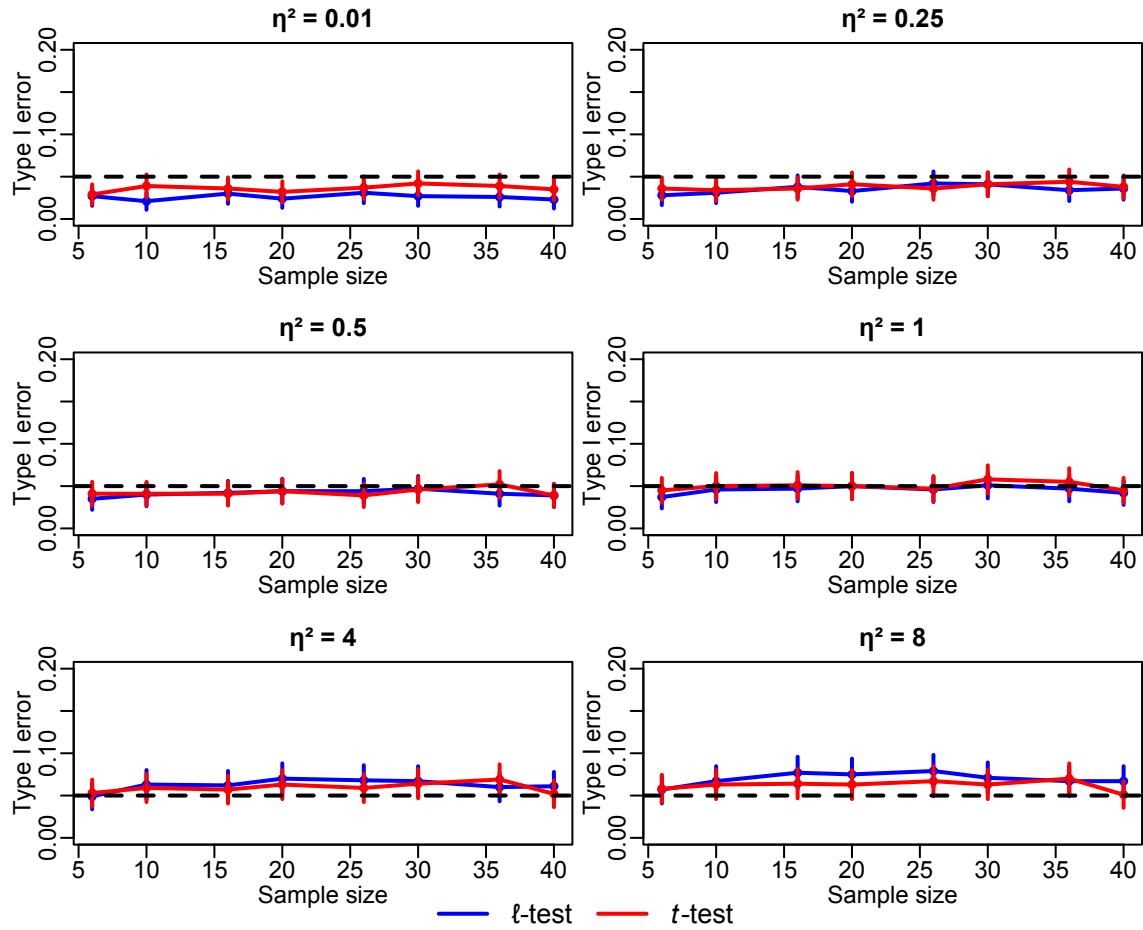 η² = 0.01
Type I error
0.00 0.10 0.20
5 10 15 20 25 30 35 40
Sample size
η² = 0.25
Type I error
0.00 0.10 0.20
5 10 15 20 25 30 35 40
Sample size
η² = 0.5
Type I error
0.00 0.10 0.20
5 10 15 20 25 30 35 40
Sample size
η² = 1
Type I error
0.00 0.10 0.20
5 10 15 20 25 30 35 40
Sample size
η² = 4
Type I error
0.00 0.10 0.20
5 10 15 20 25 30 35 40
Sample size
η² = 8
Type I error
0.00 0.10 0.20
5 10 15 20 25 30 35 40
Sample size
ℓ-test t-test